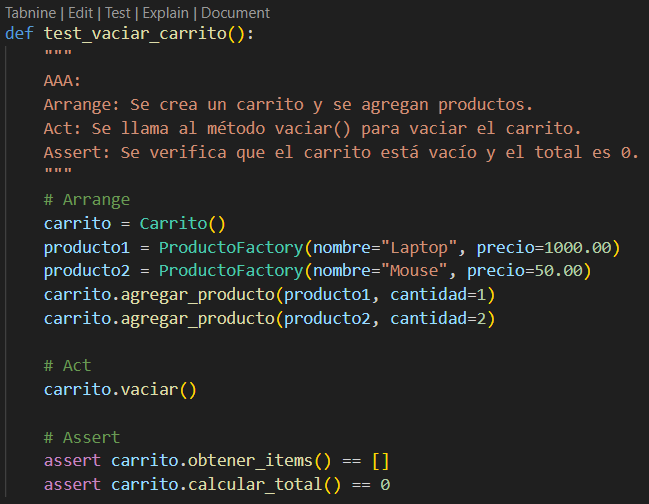 Tabnine | Edit | Test | Explain | Document
def test_vaciar_carrito():
    """
    AAA:
    Arrange: Se crea un carrito y se agregan productos.
    Act: Se llama al método vaciar() para vaciar el carrito.
    Assert: Se verifica que el carrito está vacío y el total es 0.
    """
    # Arrange
    carrito = Carrito()
    producto1 = ProductoFactory(nombre="Laptop", precio=1000.00)
    producto2 = ProductoFactory(nombre="Mouse", precio=50.00)
    carrito.agregar_producto(producto1, cantidad=1)
    carrito.agregar_producto(producto2, cantidad=2)

    # Act
    carrito.vaciar()

    # Assert
    assert carrito.obtener_items() == []
    assert carrito.calcular_total() == 0